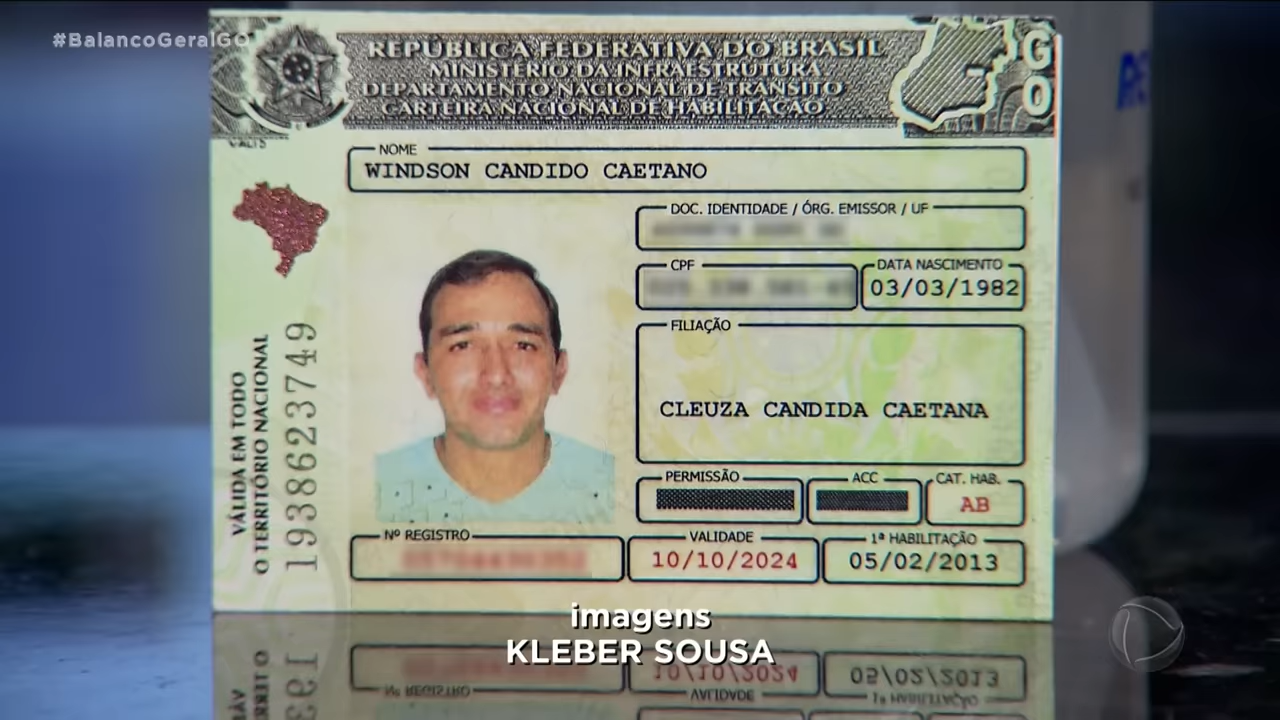 #BalancoGeralGO
REPÚBLICA FEDERATIVA DO BRASIL
MINISTÉRIO DA INFRAESTRUTURA
DEPARTAMENTO NACIONAL DE TRÂNSITO
CARTEIRA NACIONAL DE HABILITAÇÃO
GO
NOME
WINDSON CANDIDO CAETANO
DOC. IDENTIDADE / ÓRG. EMISSOR / UF
CPF
DATA NASCIMENTO
03/03/1982
FILIAÇÃO
CLEUZA CANDIDA CAETANA
PERMISSÃO
ACC
CAT. HAB.
AB
Nº REGISTRO
VALIDADE
10/10/2024
1ª HABILITAÇÃO
05/02/2013
VÁLIDA EM TODO
O TERRITÓRIO NACIONAL
1938623749
imagens
KLEBER SOUSA